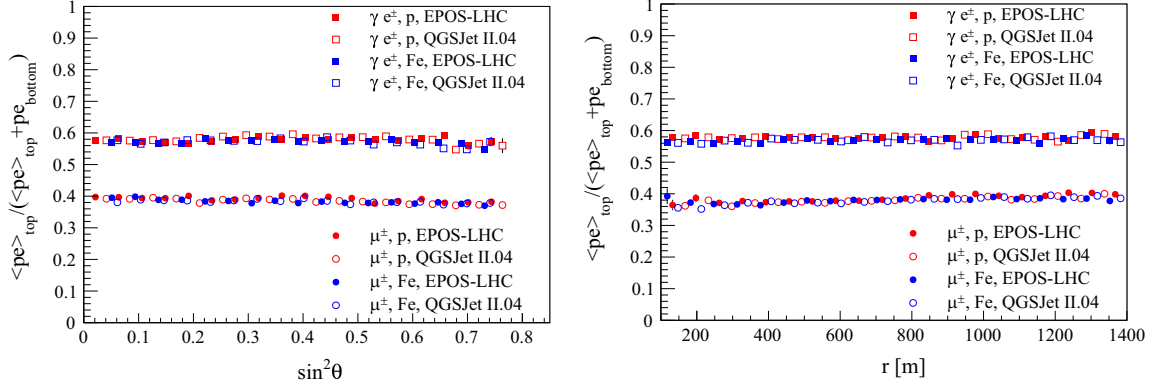 <pe>top/(<pe>top+pebottom)
1
0.9
0.8
0.7
0.6
0.5
0.4
0.3
0.2
0.1
0
γ e±, p, EPOS-LHC
γ e±, p, QGSJet II.04
γ e±, Fe, EPOS-LHC
γ e±, Fe, QGSJet II.04
μ±, p, EPOS-LHC
μ±, p, QGSJet II.04
μ±, Fe, EPOS-LHC
μ±, Fe, QGSJet II.04
0 0.1 0.2 0.3 0.4 0.5 0.6 0.7 0.8
sin²θ
<pe>top/(<pe>top+pebottom)
1
0.9
0.8
0.7
0.6
0.5
0.4
0.3
0.2
0.1
0
γ e±, p, EPOS-LHC
γ e±, p, QGSJet II.04
γ e±, Fe, EPOS-LHC
γ e±, Fe, QGSJet II.04
μ±, p, EPOS-LHC
μ±, p, QGSJet II.04
μ±, Fe, EPOS-LHC
μ±, Fe, QGSJet II.04
200 400 600 800 1000 1200 1400
r [m]